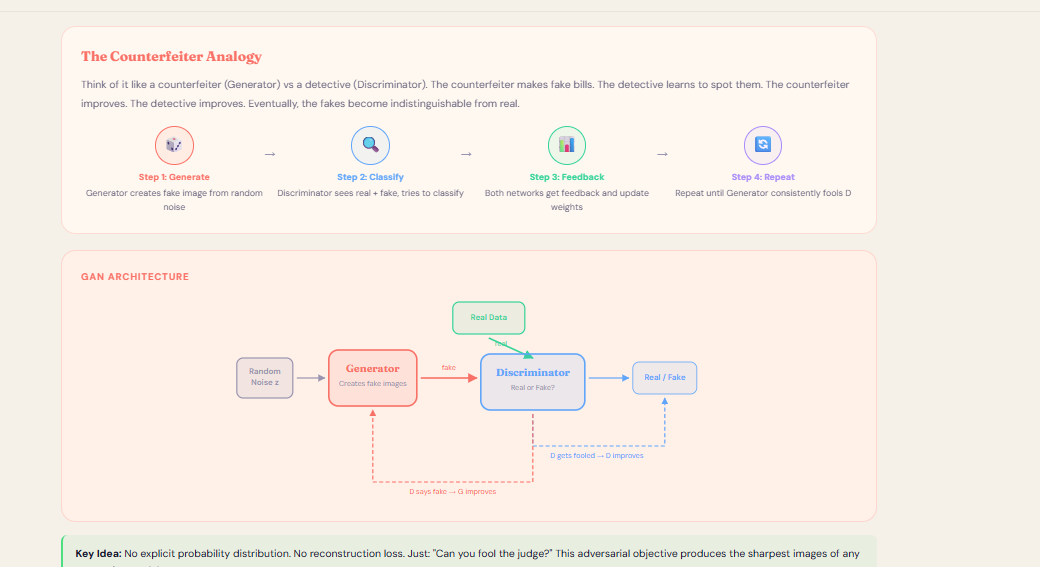 The Counterfeiter Analogy
Think of it like a counterfeiter (Generator) vs a detective (Discriminator). The counterfeiter makes fake bills. The detective learns to spot them. The counterfeiter
improves. The detective improves. Eventually, the fakes become indistinguishable from real.
→ → →
Step 1: Generate
Generator creates fake image from random
noise
Step 2: Classify
Discriminator sees real + fake, tries to classify
Step 3: Feedback
Both networks get feedback and update
weights
Step 4: Repeat
Repeat until Generator consistently fools D
GAN ARCHITECTURE
Real Data
real
Random
Noise z
Generator
Creates fake images
fake
Discriminator
Real or Fake?
Real / Fake
D gets fooled → D improves
D says fake → G improves
Key Idea: No explicit probability distribution. No reconstruction loss. Just: "Can you fool the judge?" This adversarial objective produces the sharpest images of any